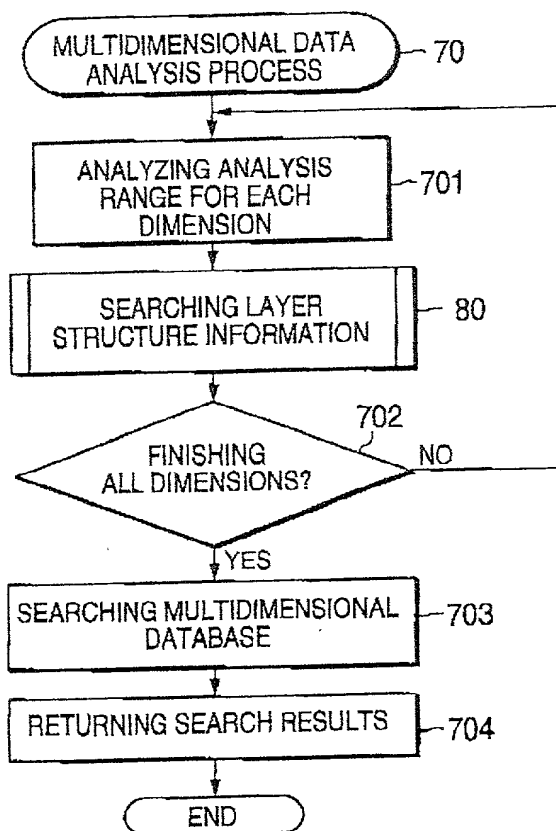 MULTIDIMENSIONAL DATA
ANALYSIS PROCESS
70
ANALYZING ANALYSIS
RANGE FOR EACH
DIMENSION
701
SEARCHING LAYER
STRUCTURE INFORMATION
80
702
FINISHING
ALL DIMENSIONS?
NO
YES
SEARCHING MULTIDIMENSIONAL
DATABASE
703
RETURNING SEARCH RESULTS
704
END